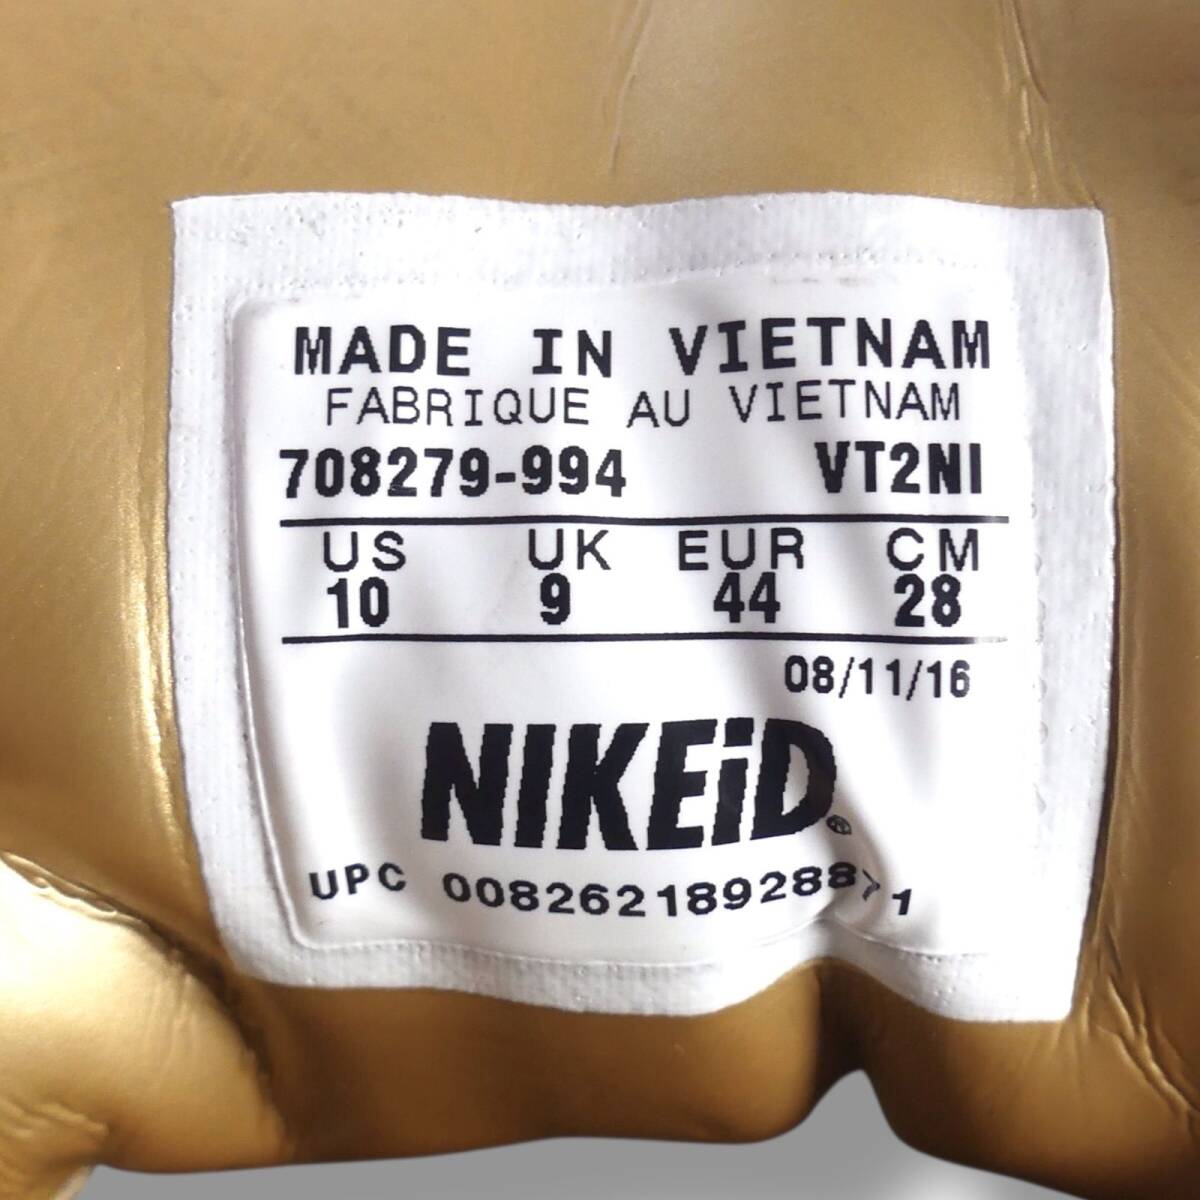 MADE IN VIETNAM
FABRIQUE AU VIETNAM
708279-994 VT2NI
US UK EUR CM
10 9 44 28
08/11/16
NIKEiD®
UPC 00826218928871